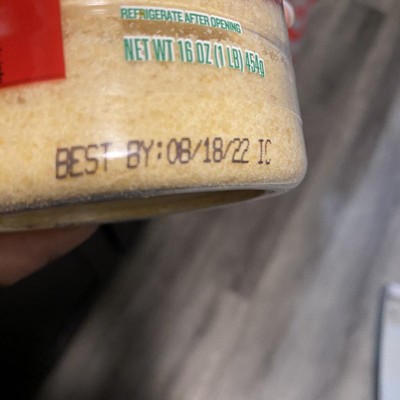 REFRIGERATE AFTER OPENING
NET WT 16 OZ (1 LB) 454g
BEST BY:08/18/22 IC